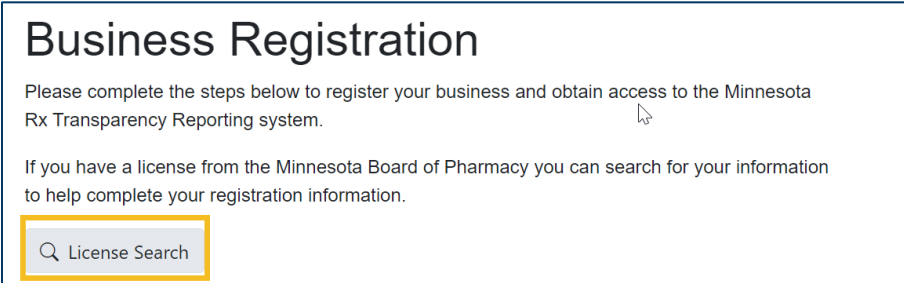 Business Registration
Please complete the steps below to register your business and obtain access to the Minnesota
Rx Transparency Reporting system.
If you have a license from the Minnesota Board of Pharmacy you can search for your information
to help complete your registration information.
License Search